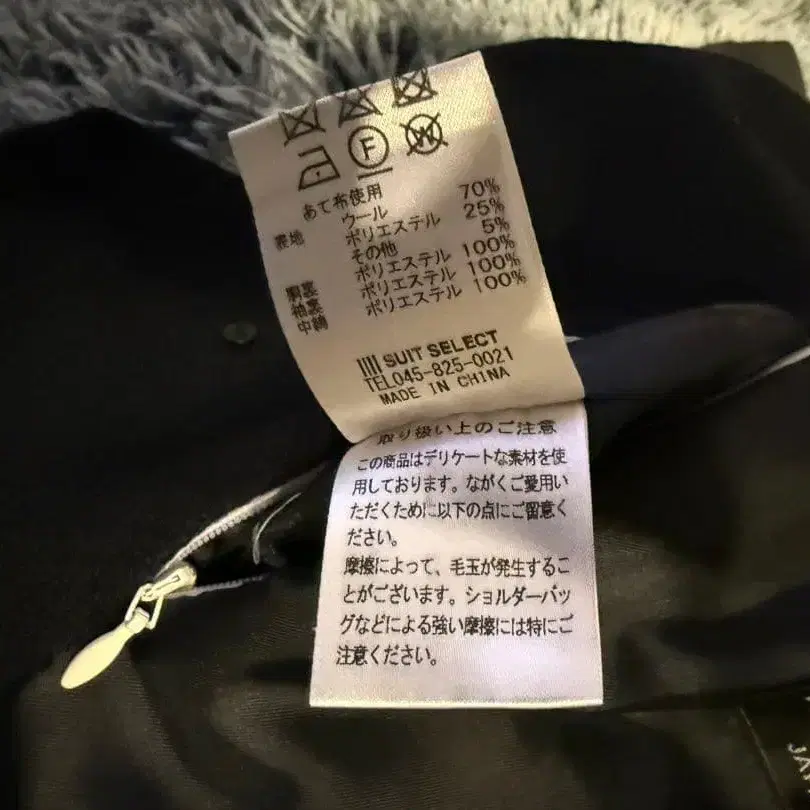 F W
あて布使用
表地 ウール 70%
ポリエステル 25%
その他 5%
胴裏 ポリエステル 100%
袖裏 ポリエステル 100%
中綿 ポリエステル 100%
SUIT SELECT
TEL045-825-0021
MADE IN CHINA
取り扱い上のご注意
この商品はデリケートな素材を使
用しております。ながくご愛用い
ただくために以下の点にご留意く
ださい。
摩擦によって、毛玉が発生するこ
とがございます。ショルダーバッ
グなどによる強い摩擦には特にご
注意ください。